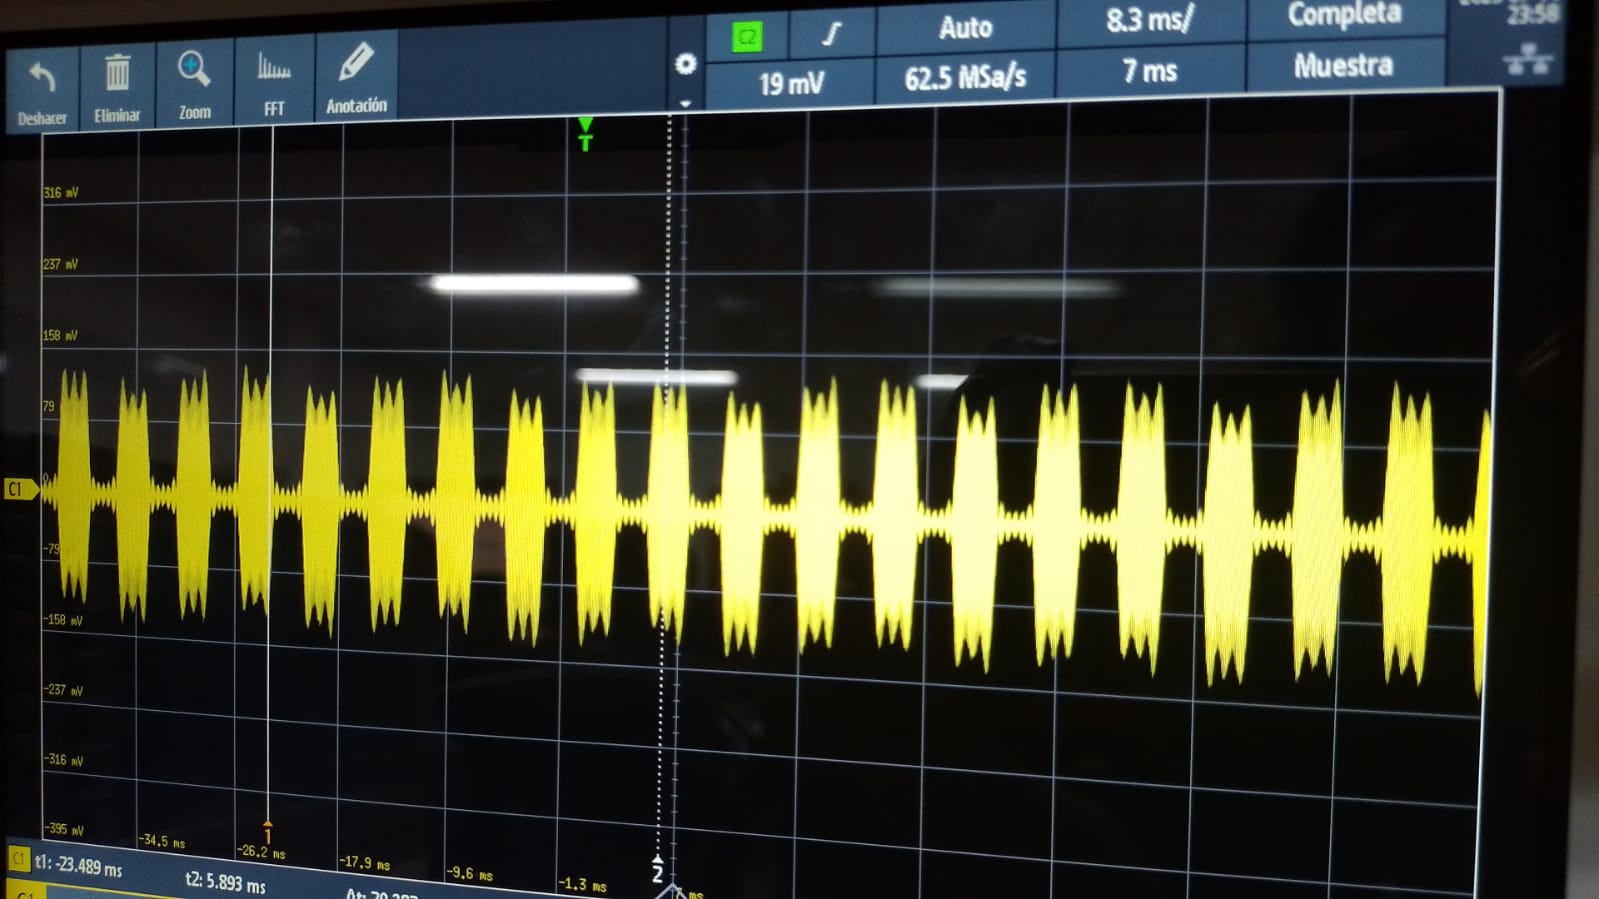 Deshacer
Eliminar
Zoom
FFT
Anotación
C2
Auto
8.3 ms/
Completa
23:58
19 mV
62.5 MSa/s
7 ms
Muestra
T
316 mV
237 mV
158 mV
79
0
C1
-79
-158 mV
-237 mV
-316 mV
-395 mV
-34.5 ms
-26.2 ms
-17.9 ms
-9.6 ms
-1.3 ms
ms
1
2
C1
t1: -23.489 ms
t2: 5.893 ms
C1